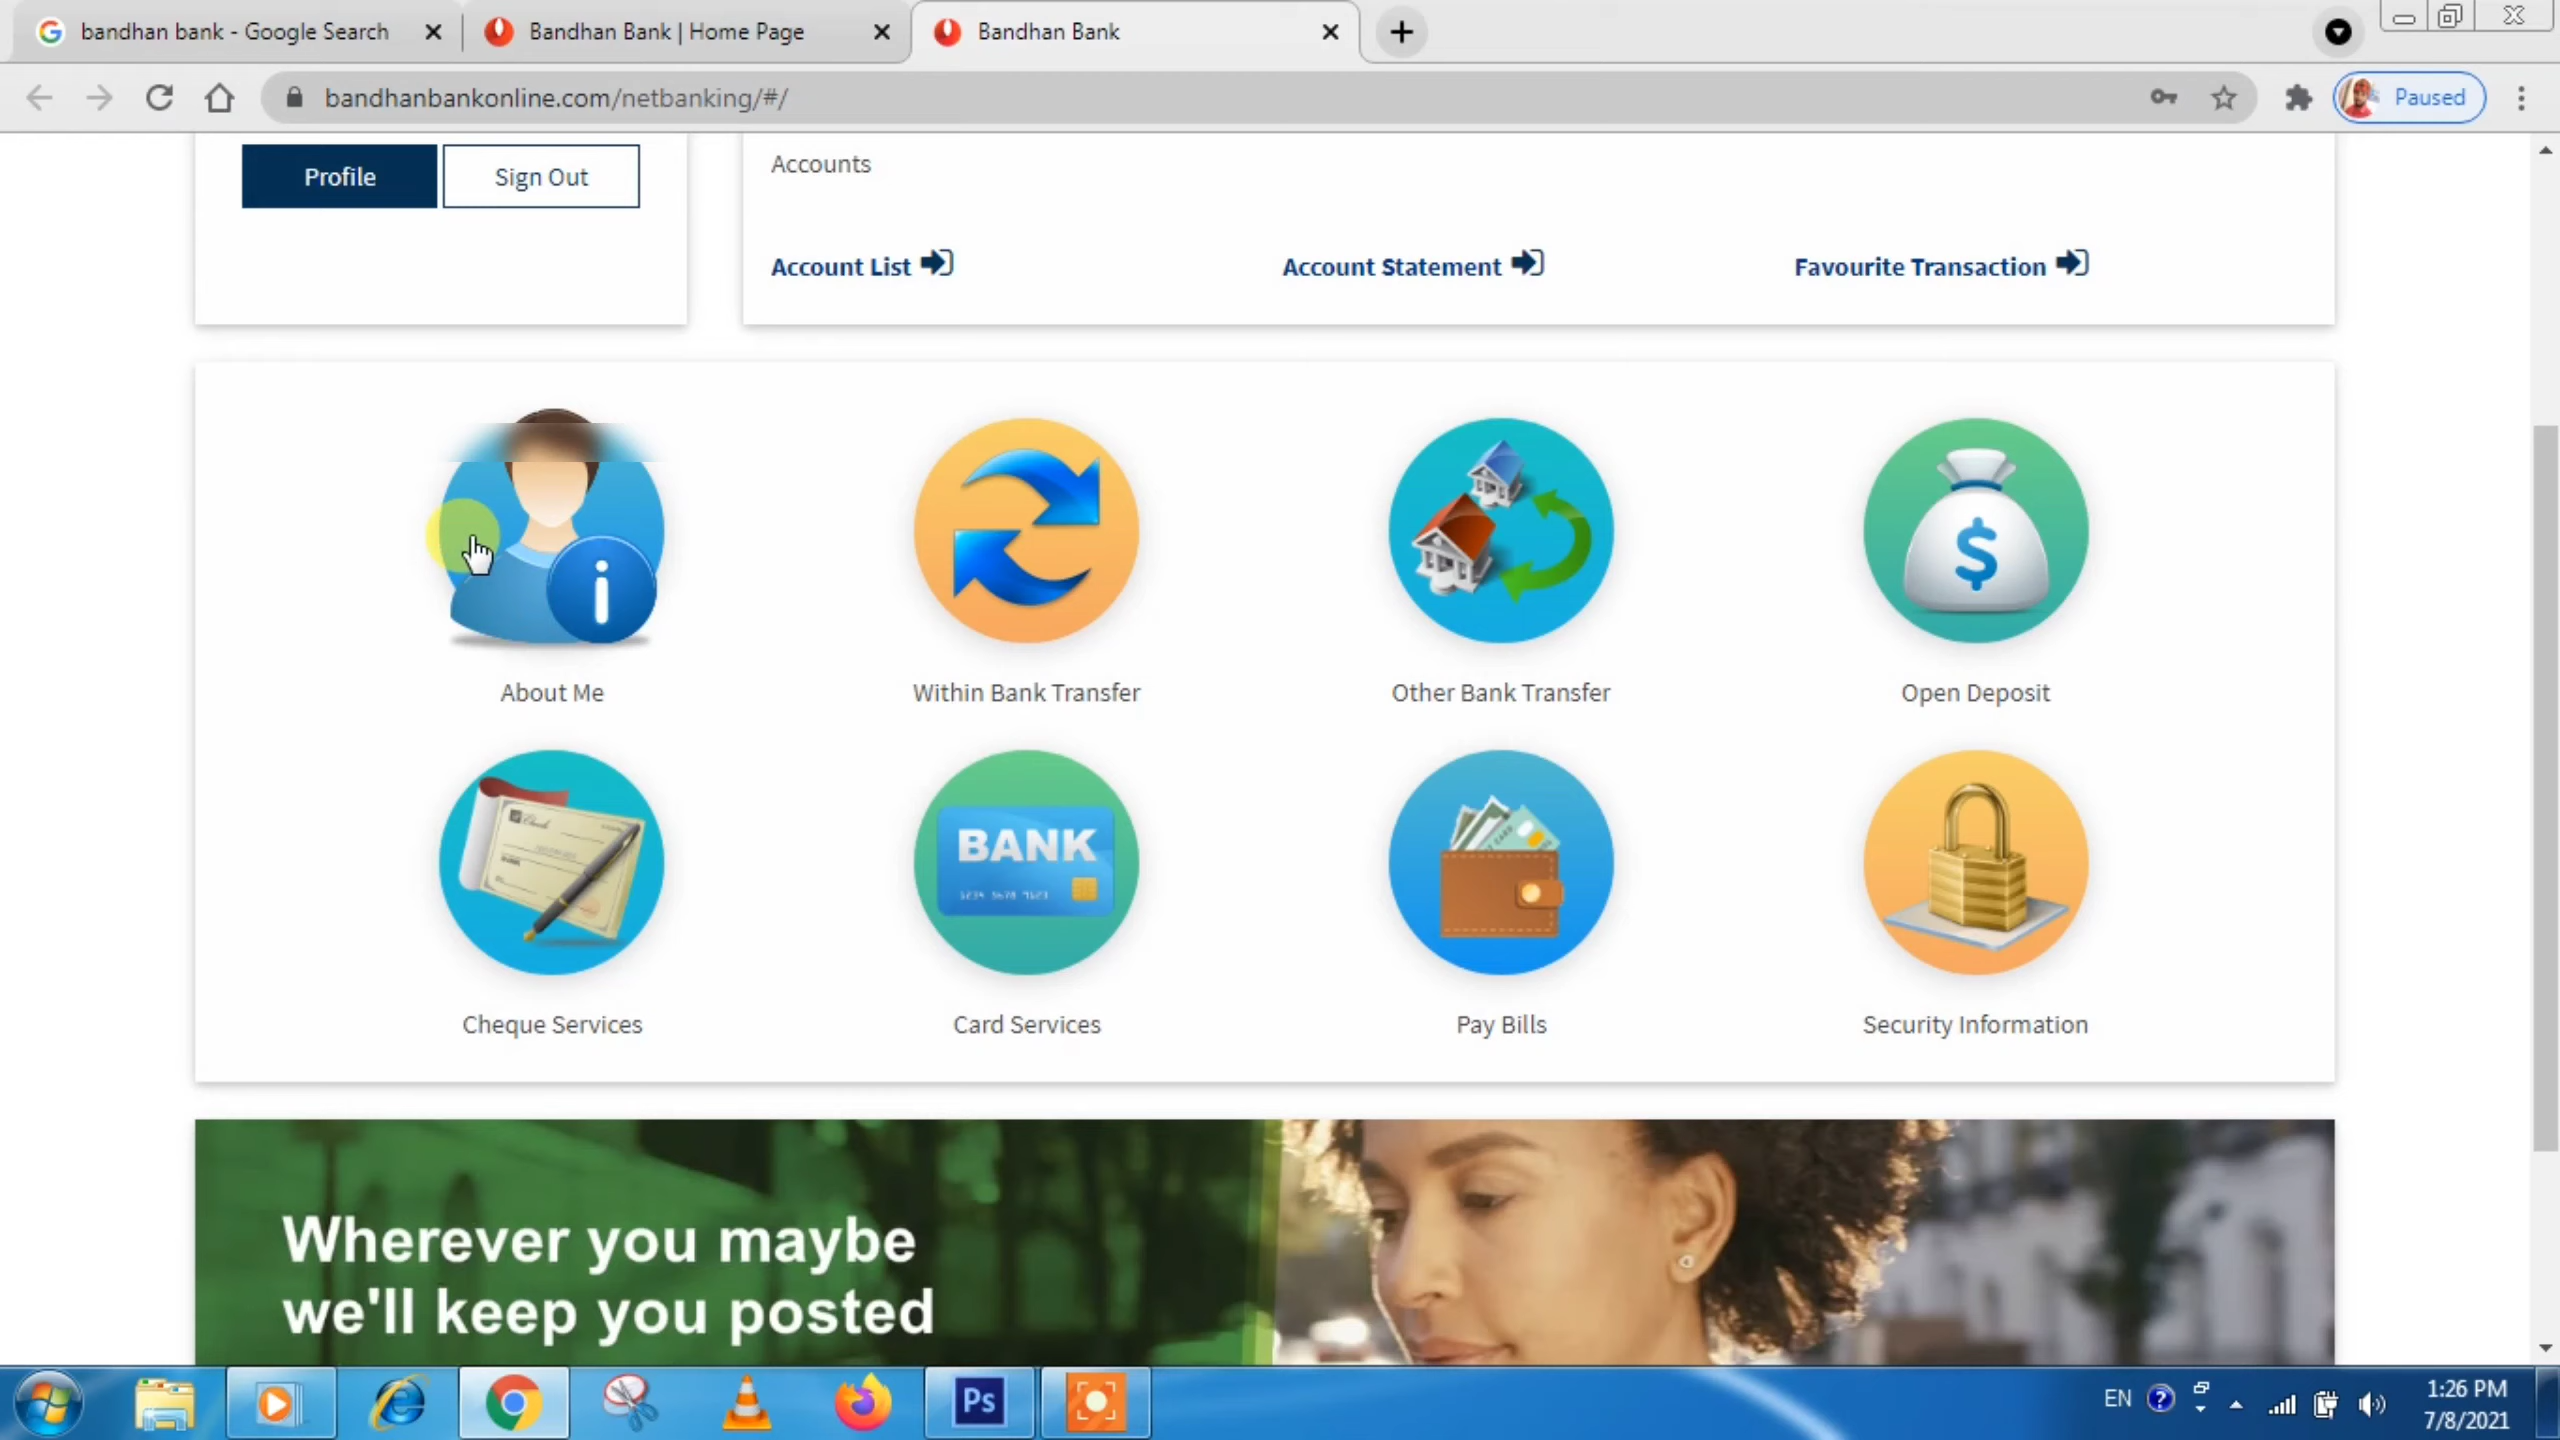 bandhan bank - Google Search
Bandhan Bank | Home Page
Bandhan Bank
bandhanbankonline.com/netbanking/#/
Paused
Profile
Sign Out
Accounts
Account List
Account Statement
Favourite Transaction
About Me
Within Bank Transfer
Other Bank Transfer
Open Deposit
BANK
Cheque Services
Card Services
Pay Bills
Security Information
Wherever you maybe
we'll keep you posted
Ps
EN
1:26 PM
7/8/2021